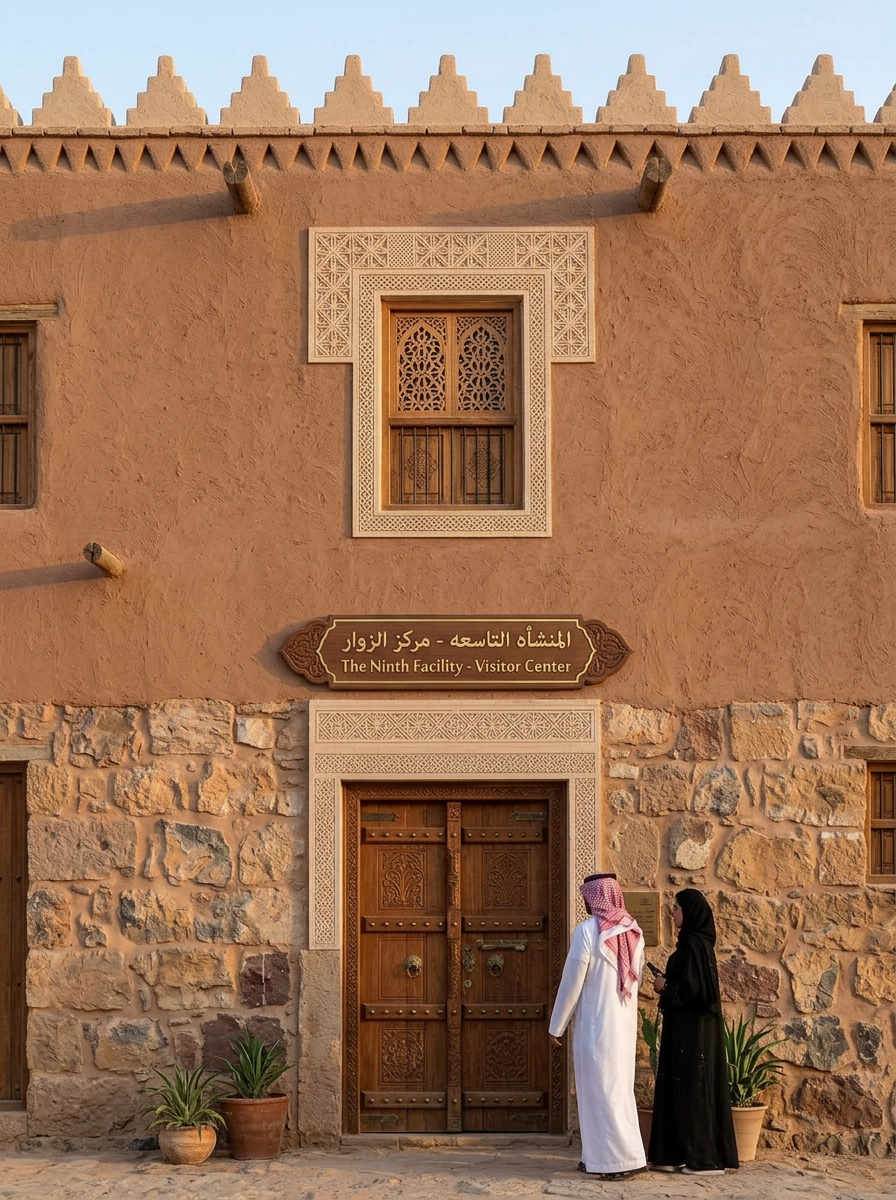 المنشأه التاسعه - مركز الزوار
The Ninth Facility - Visitor Center